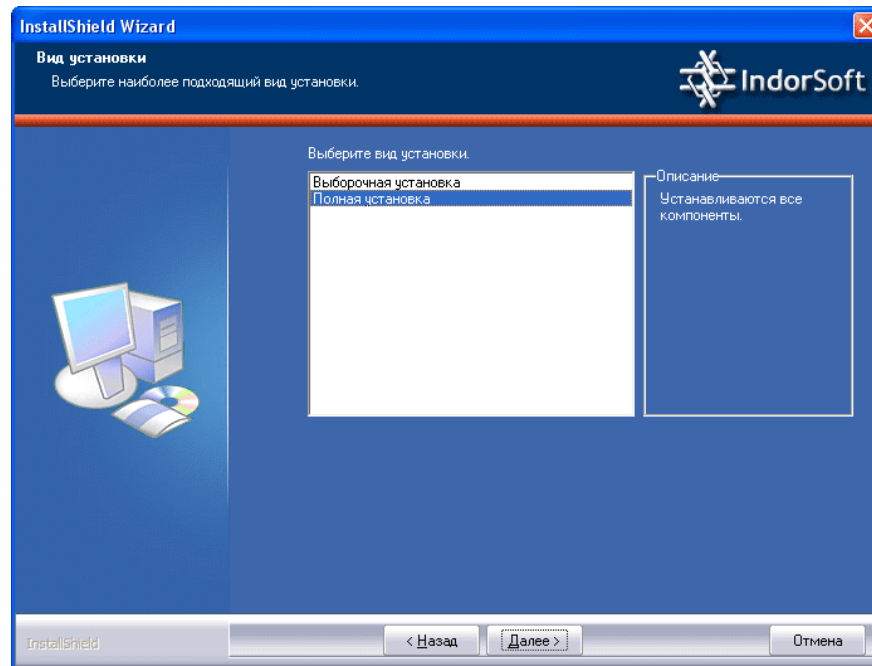 InstallShield Wizard
Вид установки
Выберите наиболее подходящий вид установки.
IndorSoft
Выберите вид установки.
Выборочная установка
Полная установка
Описание
Устанавливаются все
компоненты.
InstallShield
< Назад
Далее >
Отмена